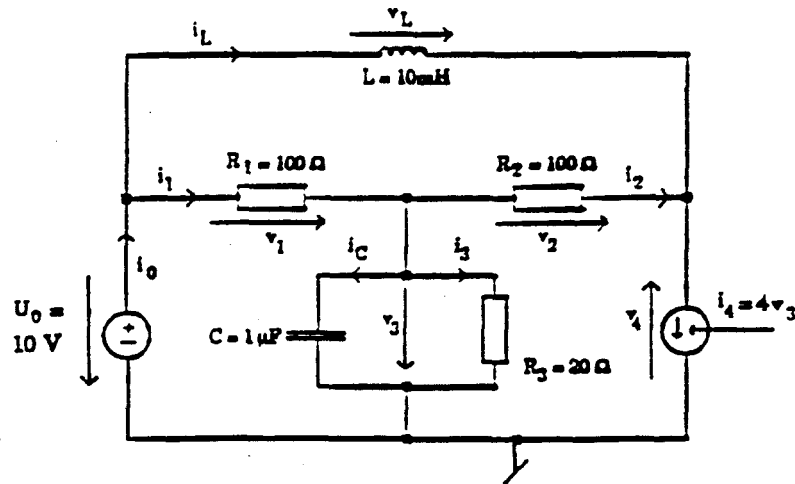 v_L
i_L
L = 10mH
R_1 = 100 Ω
R_2 = 100 Ω
i_1
i_2
v_1
v_2
i_0
i_C
i_3
U_0 =
10 V
+
−
C = 1 μF
v_3
R_3 = 20 Ω
v_4
i_4 = 4v_3